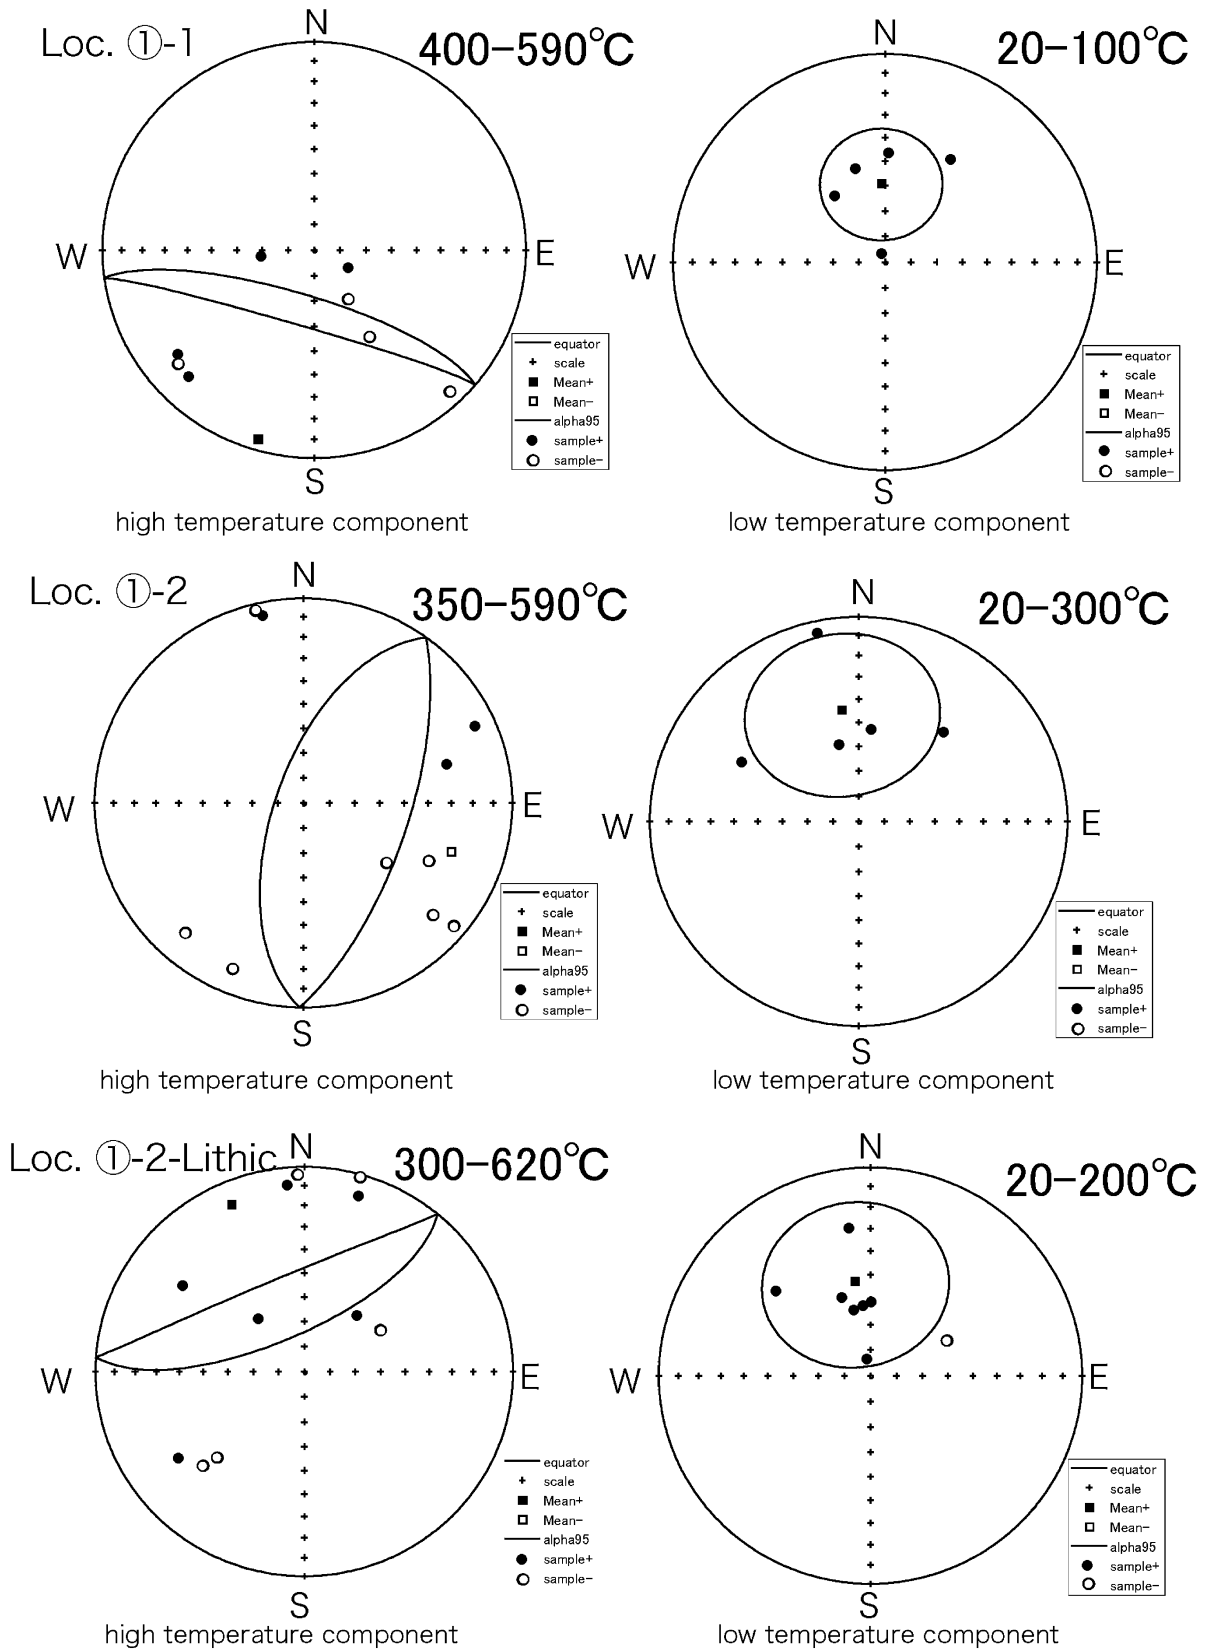 Loc. ①-1
N
400-590℃
W
E
S
equator
scale
Mean+
Mean-
alpha95
sample+
sample-
high temperature component
N
20-100℃
W
E
S
equator
scale
Mean+
Mean-
alpha95
sample+
sample-
low temperature component
Loc. ①-2
N
350-590℃
W
E
S
equator
scale
Mean+
Mean-
alpha95
sample+
sample-
high temperature component
N
20-300℃
W
E
S
equator
scale
Mean+
Mean-
alpha95
sample+
sample-
low temperature component
Loc. ①-2-Lithic
N
300-620℃
W
E
S
equator
scale
Mean+
Mean-
alpha95
sample+
sample-
high temperature component
N
20-200℃
W
E
S
equator
scale
Mean+
Mean-
alpha95
sample+
sample-
low temperature component